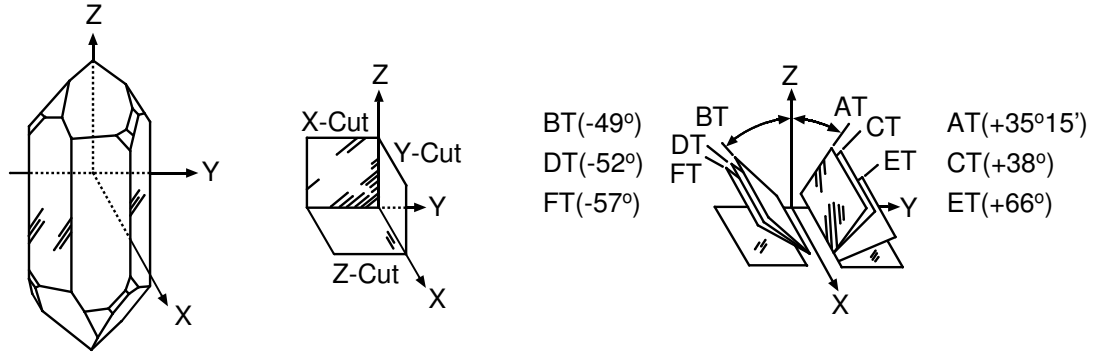 Z
Y
X
Z
X-Cut
Y-Cut
Y
Z-Cut
X
BT(-49º)
DT(-52º)
FT(-57º)
Z
BT
AT
DT
CT
FT
ET
Y
X
AT(+35º15’)
CT(+38º)
ET(+66º)